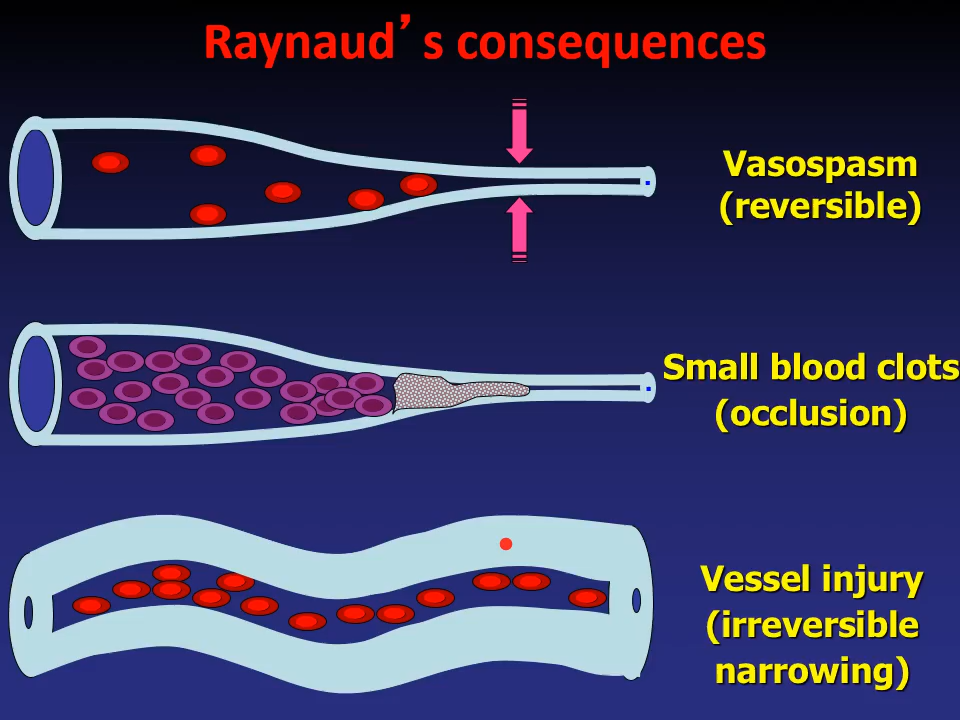 Raynaud’s consequences
Vasospasm
(reversible)
Small blood clots
(occlusion)
Vessel injury
(irreversible
narrowing)